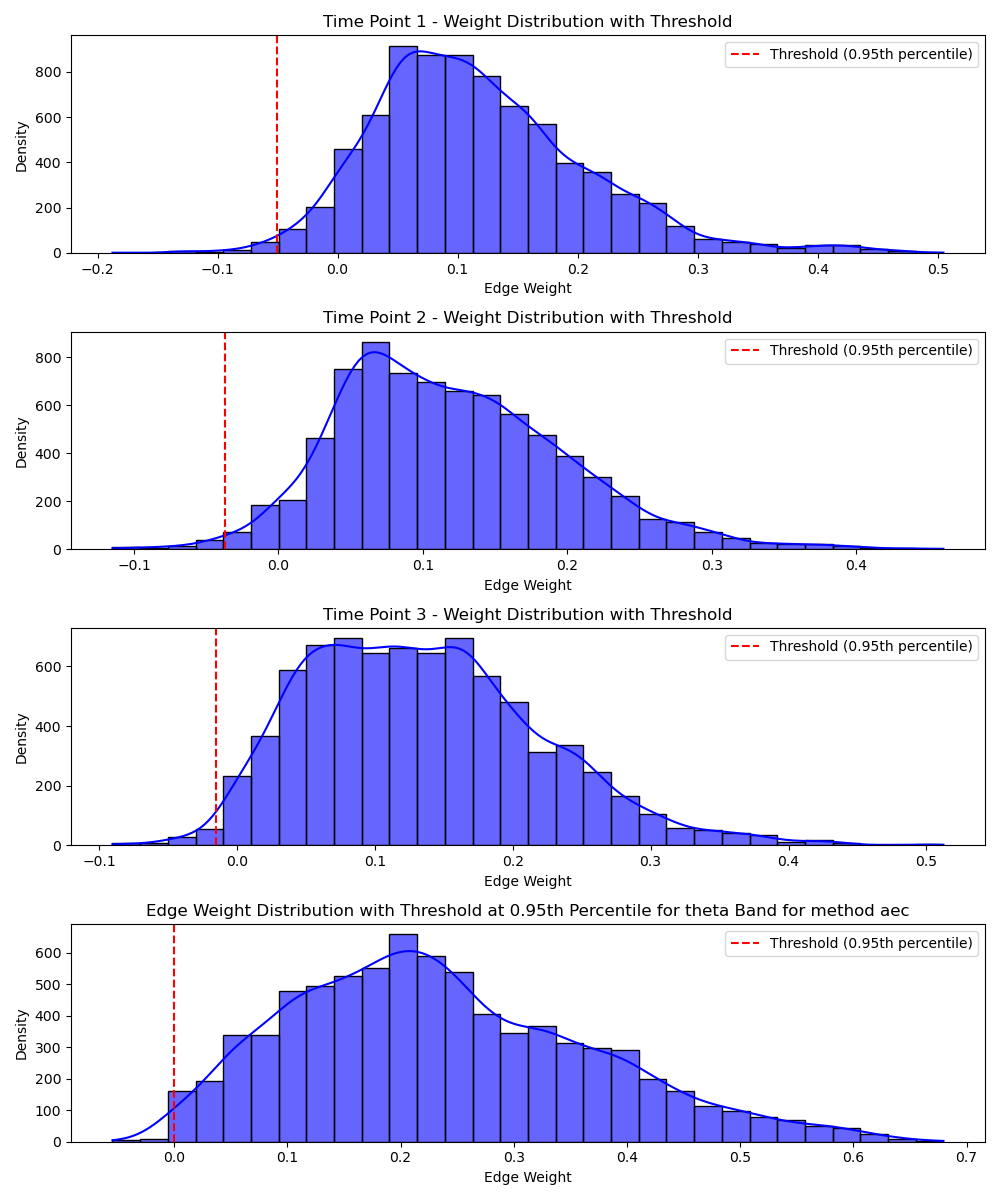 Time Point 1 - Weight Distribution with Threshold
Threshold (0.95th percentile)
Density
800
600
400
200
0
−0.2 −0.1 0.0 0.1 0.2 0.3 0.4 0.5
Edge Weight
Time Point 2 - Weight Distribution with Threshold
Threshold (0.95th percentile)
Density
800
600
400
200
0
−0.1 0.0 0.1 0.2 0.3 0.4
Edge Weight
Time Point 3 - Weight Distribution with Threshold
Threshold (0.95th percentile)
Density
600
400
200
0
−0.1 0.0 0.1 0.2 0.3 0.4 0.5
Edge Weight
Edge Weight Distribution with Threshold at 0.95th Percentile for theta Band for method aec
Threshold (0.95th percentile)
Density
600
500
400
300
200
100
0
0.0 0.1 0.2 0.3 0.4 0.5 0.6 0.7
Edge Weight